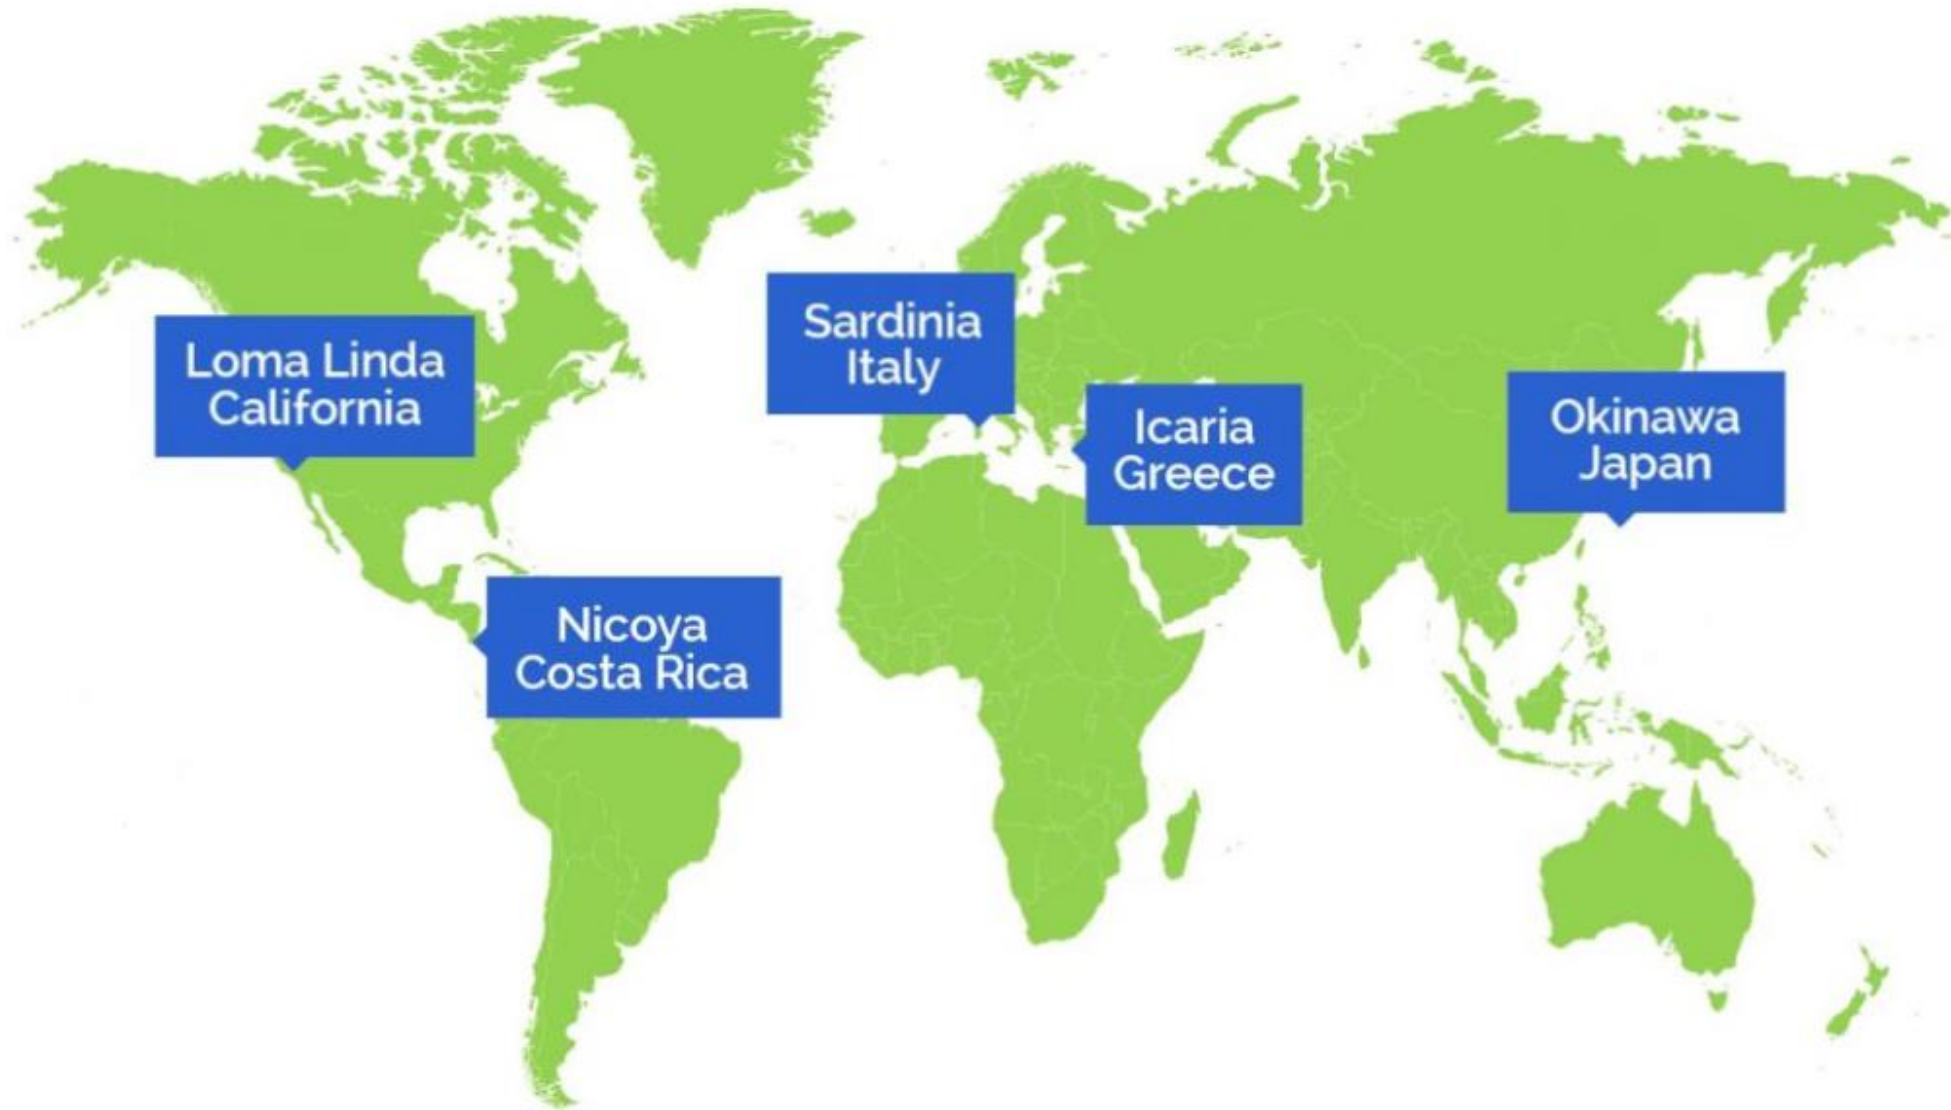 Sardinia
Italy
Loma Linda
California
Icaria
Greece
Okinawa
Japan
Nicoya
Costa Rica